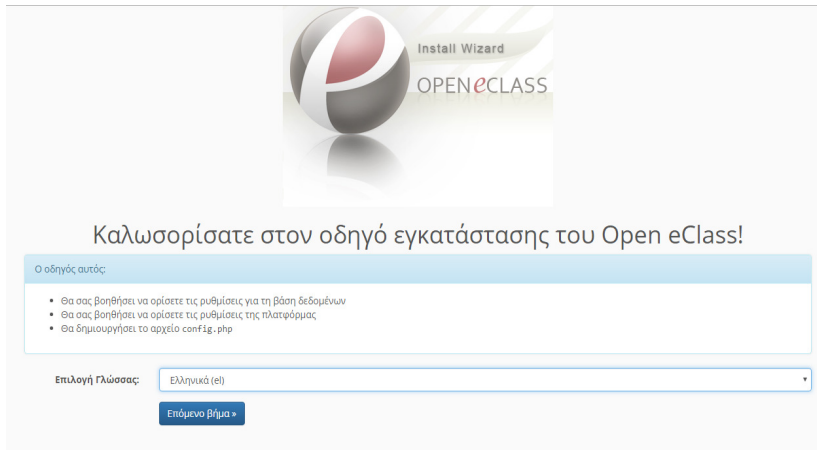 Install Wizard
OPENeCLASS
Καλωσορίσατε στον οδηγό εγκατάστασης του Open eClass!
Ο οδηγός αυτός:
Θα σας βοηθήσει να ορίσετε τις ρυθμίσεις για τη βάση δεδομένων
Θα σας βοηθήσει να ορίσετε τις ρυθμίσεις της πλατφόρμας
Θα δημιουργήσει το αρχείο config.php
Επιλογή Γλώσσας: Ελληνικά (el)
Επόμενο βήμα »